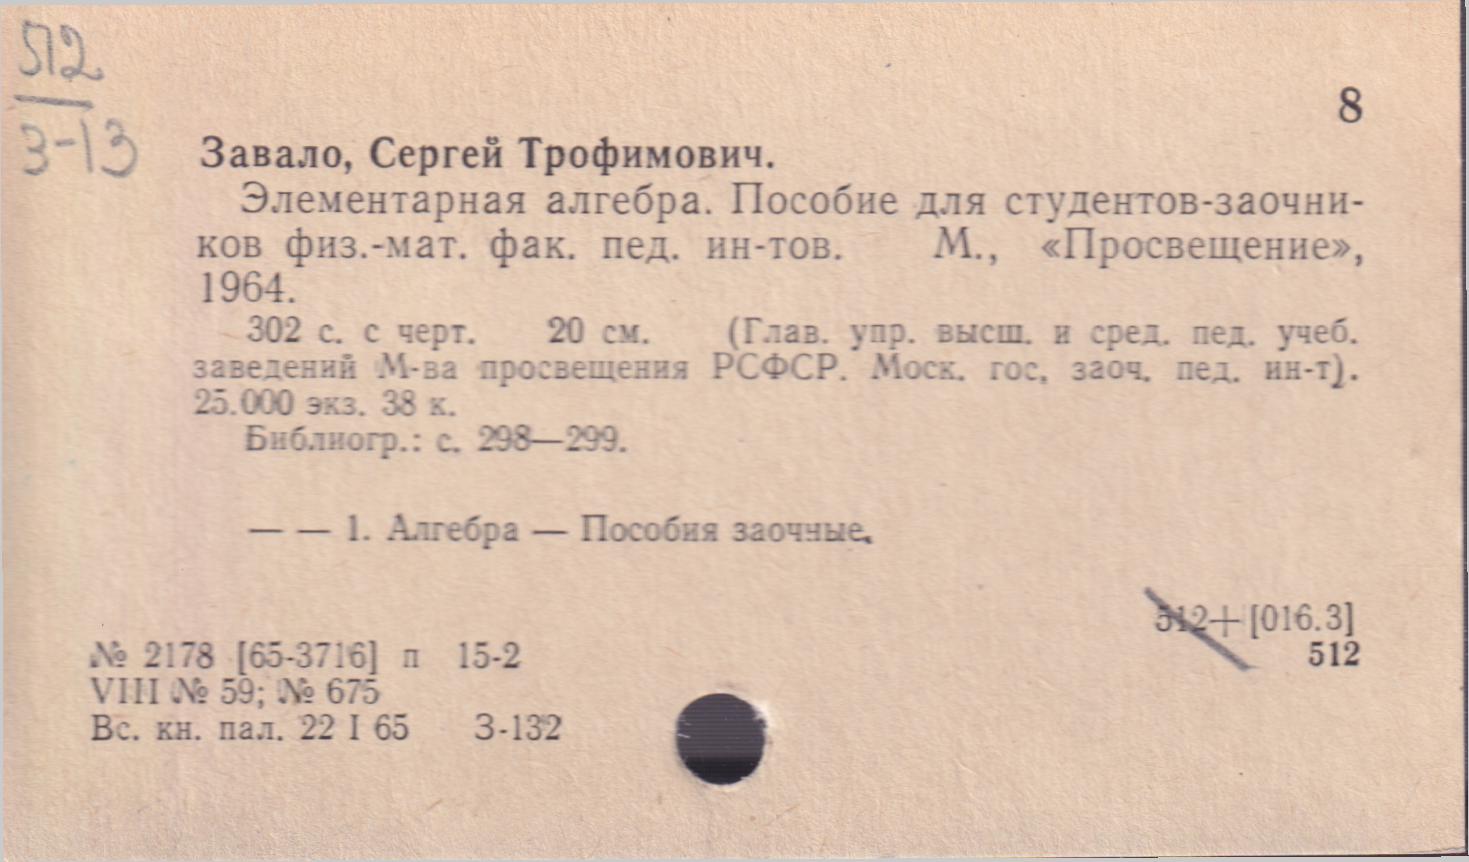 512
З-13
8
Завало, Сергей Трофимович.
Элементарная алгебра. Пособие для студентов-заочни-
ков физ.-мат. фак. пед. ин-тов. М., «Просвещение»,
1964.
302 с. с черт. 20 см. (Глав. упр. высш. и сред. пед. учеб.
заведений М-ва просвещения РСФСР. Моск. гос. заоч. пед. ин-т).
25.000 экз. 38 к.
Библиогр.: с. 298—299.
— — 1. Алгебра — Пособия заочные.
512+[016.3]
№ 2178 [65-3716] п 15-2 512
VIII № 59; № 675
Вс. кн. пал. 22 I 65 З-132